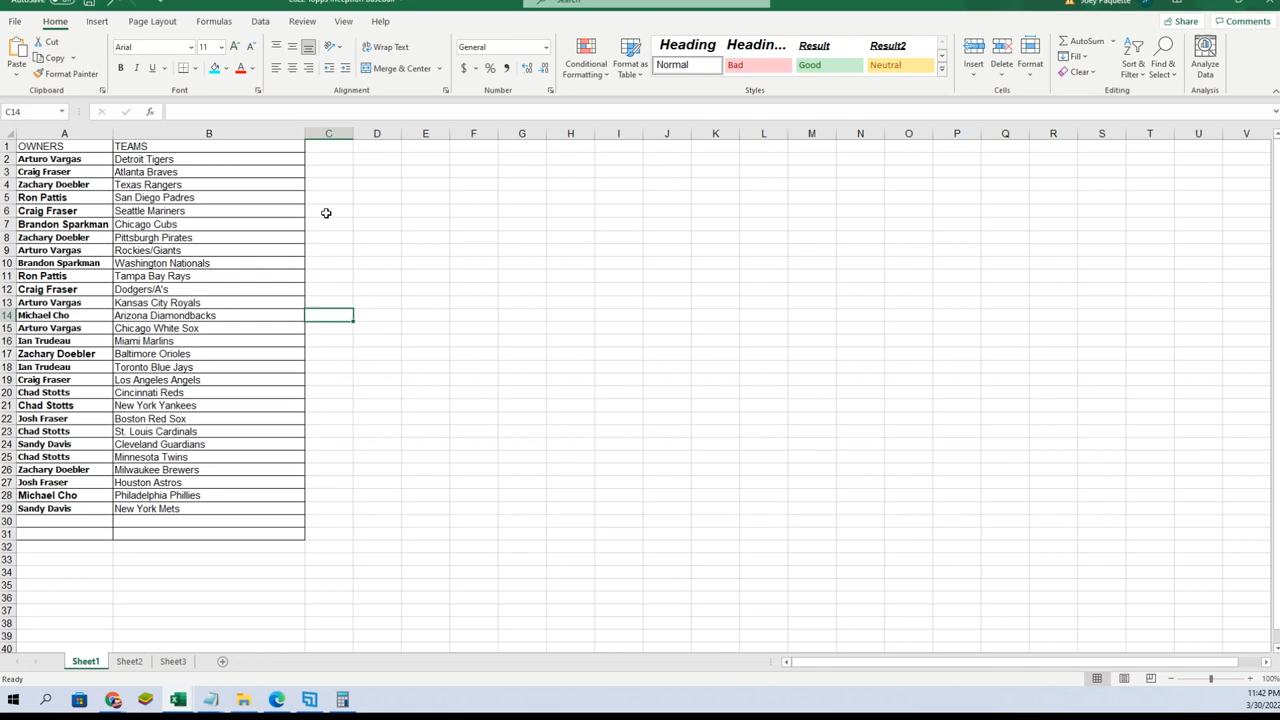 2022 Topps Inception Baseball
Search
Joey Paquette
File Home Insert Page Layout Formulas Data Review View Help Share Comments
Paste Cut Copy Format Painter Clipboard
Arial 11 Font
Wrap Text Merge & Center Alignment
General Number
Conditional Formatting Format as Table
Heading Headin... Result Result2
Normal Bad Good Neutral Styles
Insert Delete Format Cells
AutoSum Fill Clear Sort & Filter Find & Select Editing
Analyze Data Analysis
C14 fx
A B C D E F G H I J K L M N O P Q R S T U V
1 OWNERS TEAMS
2 Arturo Vargas Detroit Tigers
3 Craig Fraser Atlanta Braves
4 Zachary Doebler Texas Rangers
5 Ron Pattis San Diego Padres
6 Craig Fraser Seattle Mariners
7 Brandon Sparkman Chicago Cubs
8 Zachary Doebler Pittsburgh Pirates
9 Arturo Vargas Rockies/Giants
10 Brandon Sparkman Washington Nationals
11 Ron Pattis Tampa Bay Rays
12 Craig Fraser Dodgers/A's
13 Arturo Vargas Kansas City Royals
14 Michael Cho Arizona Diamondbacks
15 Arturo Vargas Chicago White Sox
16 Ian Trudeau Miami Marlins
17 Zachary Doebler Baltimore Orioles
18 Ian Trudeau Toronto Blue Jays
19 Craig Fraser Los Angeles Angels
20 Chad Stotts Cincinnati Reds
21 Chad Stotts New York Yankees
22 Josh Fraser Boston Red Sox
23 Chad Stotts St. Louis Cardinals
24 Sandy Davis Cleveland Guardians
25 Chad Stotts Minnesota Twins
26 Zachary Doebler Milwaukee Brewers
27 Josh Fraser Houston Astros
28 Michael Cho Philadelphia Phillies
29 Sandy Davis New York Mets
30
31
32
33
34
35
36
37
38
39
40
Sheet1 Sheet2 Sheet3
Ready 100%
11:42 PM